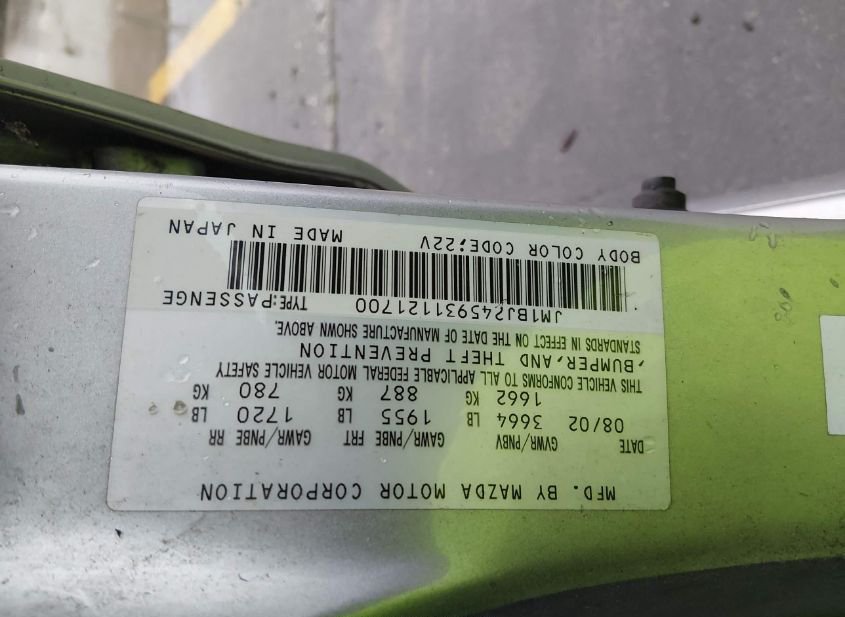 MFD. BY MAZDA MOTOR CORPORATION
DATE GVWR/PNBV GAWR/PNBE FRT GAWR/PNBE RR
08/02 3664 LB 1955 LB 1720 LB
1662 KG 887 KG 780 KG
THIS VEHICLE CONFORMS TO ALL APPLICABLE FEDERAL MOTOR VEHICLE SAFETY
,BUMPER,AND THEFT PREVENTION
STANDARDS IN EFFECT ON THE DATE OF MANUFACTURE SHOWN ABOVE.
JM1BJ245931121700 TYPE:PASSENGE
BODY COLOR CODE;22V MADE IN JAPAN